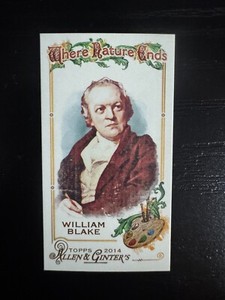 Where Nature Ends
WILLIAM
BLAKE
TOPPS 2014
ALLEN & GINTER'S